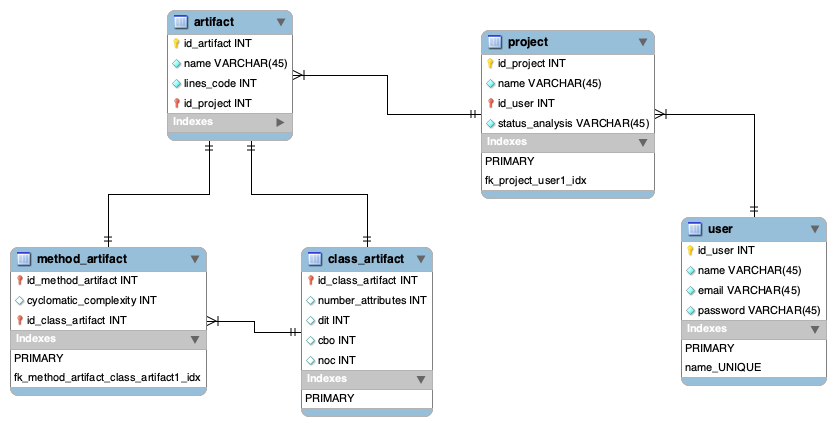 artifact
id_artifact INT
name VARCHAR(45)
lines_code INT
id_project INT
Indexes
project
id_project INT
name VARCHAR(45)
id_user INT
status_analysis VARCHAR(45)
Indexes
PRIMARY
fk_project_user1_idx
method_artifact
id_method_artifact INT
cyclomatic_complexity INT
id_class_artifact INT
Indexes
PRIMARY
fk_method_artifact_class_artifact1_idx
class_artifact
id_class_artifact INT
number_attributes INT
dit INT
cbo INT
noc INT
Indexes
PRIMARY
user
id_user INT
name VARCHAR(45)
email VARCHAR(45)
password VARCHAR(45)
Indexes
PRIMARY
name_UNIQUE